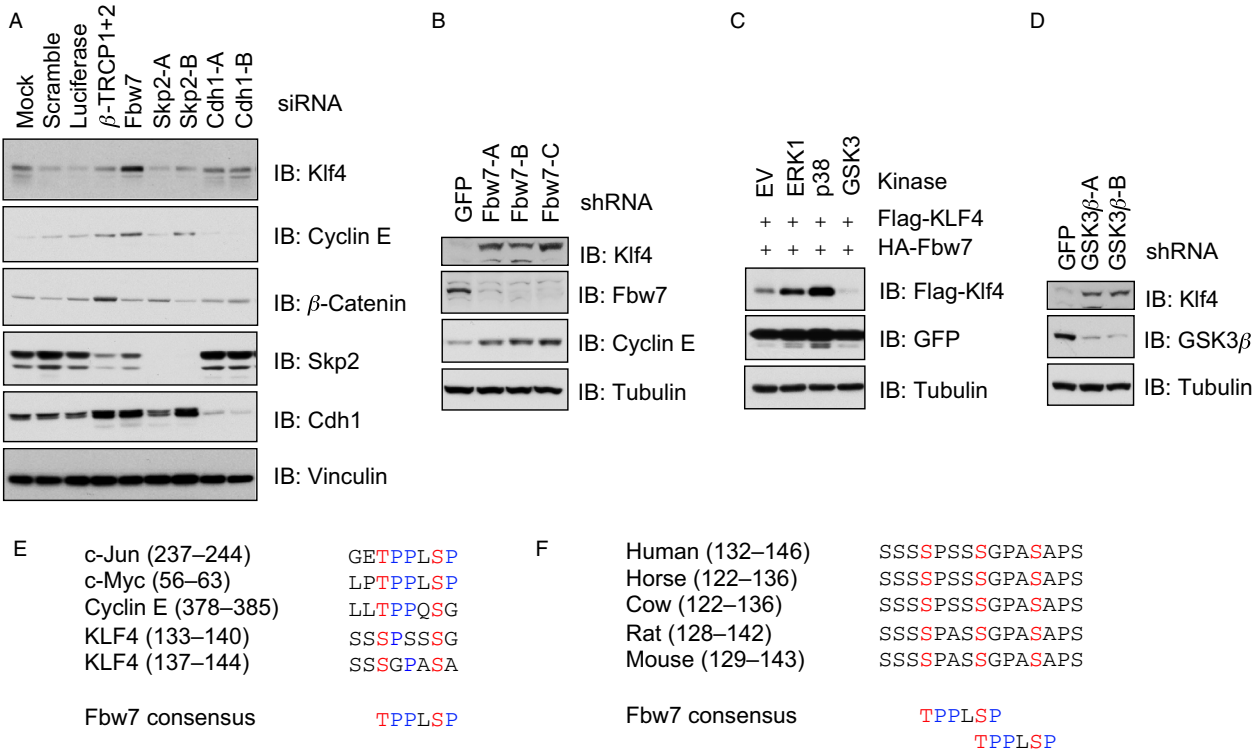 A
Mock
Scramble
Luciferase
β-TRCP1+2
Fbw7
Skp2-A
Skp2-B
Cdh1-A
Cdh1-B
siRNA
IB: Klf4
IB: Cyclin E
IB: β-Catenin
IB: Skp2
IB: Cdh1
IB: Vinculin
B
GFP
Fbw7-A
Fbw7-B
Fbw7-C
shRNA
IB: Klf4
IB: Fbw7
IB: Cyclin E
IB: Tubulin
C
EV
ERK1
p38
GSK3
Kinase
+ + + + Flag-KLF4
+ + + + HA-Fbw7
IB: Flag-Klf4
IB: GFP
IB: Tubulin
D
GFP
GSK3β-A
GSK3β-B
shRNA
IB: Klf4
IB: GSK3β
IB: Tubulin
E
c-Jun (237–244) GETPPLSP
c-Myc (56–63) LPTPPLSP
Cyclin E (378–385) LLTPPQSG
KLF4 (133–140) SSSPSSSG
KLF4 (137–144) SSSGPASA
Fbw7 consensus TPPLSP
F
Human (132–146) SSSSPSSSGPASAPS
Horse (122–136) SSSSPSSSGPASAPS
Cow (122–136) SSSSPSSSGPASAPS
Rat (128–142) SSSSPASSGPASAPS
Mouse (129–143) SSSSPASSGPASAPS
Fbw7 consensus TPPLSP
TPPLSP